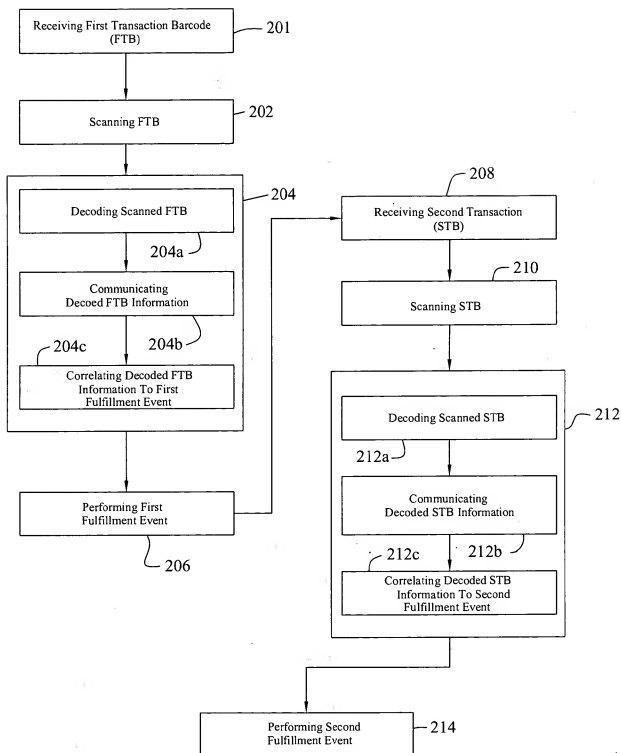 Receiving First Transaction Barcode
(FTB)
201
Scanning FTB
202
204
Decoding Scanned FTB
204a
Communicating
Decoed FTB Information
204b
204c
Correlating Decoded FTB
Information To First
Fulfillment Event
Performing First
Fulfillment Event
206
208
Receiving Second Transaction
(STB)
210
Scanning STB
212
Decoding Scanned STB
212a
Communicating
Decoded STB Information
212b
212c
Correlating Decoded STB
Information To Second
Fulfillment Event
Performing Second
Fulfillment Event
214